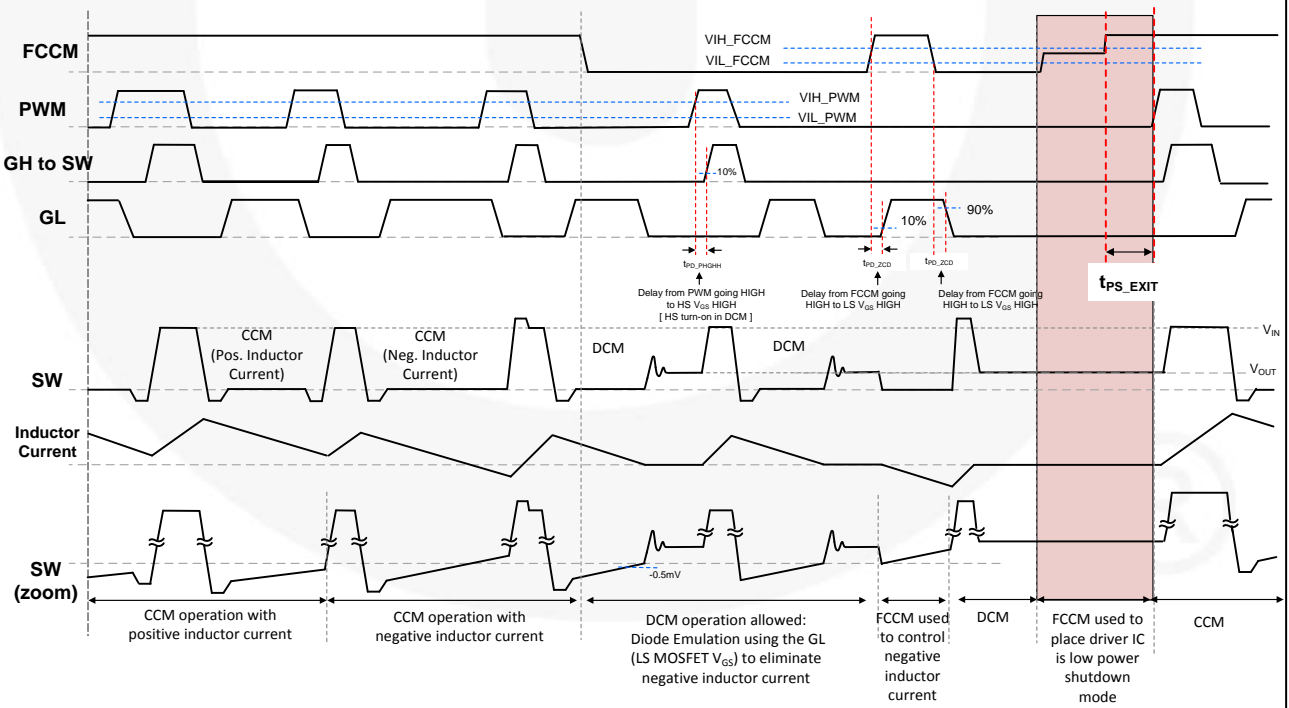 FCCM
VIH_FCCM
VIL_FCCM
PWM
VIH_PWM
VIL_PWM
GH to SW
10%
GL
10%
90%
tPD_PHGHH
tPD_ZCD
tPD_ZCD
tPS_EXIT
Delay from PWM going HIGH
to HS VGS HIGH
[ HS turn-on in DCM ]
Delay from FCCM going
HIGH to LS VGS HIGH
Delay from FCCM going
HIGH to LS VGS HIGH
SW
CCM
(Pos. Inductor
Current)
CCM
(Neg. Inductor
Current)
DCM
DCM
VIN
VOUT
Inductor
Current
SW
(zoom)
-0.5mV
CCM operation with
positive inductor current
CCM operation with
negative inductor current
DCM operation allowed:
Diode Emulation using the GL
(LS MOSFET VGS) to eliminate
negative inductor current
FCCM used
to control
negative
inductor
current
DCM
FCCM used to
place driver IC
is low power
shutdown
mode
CCM